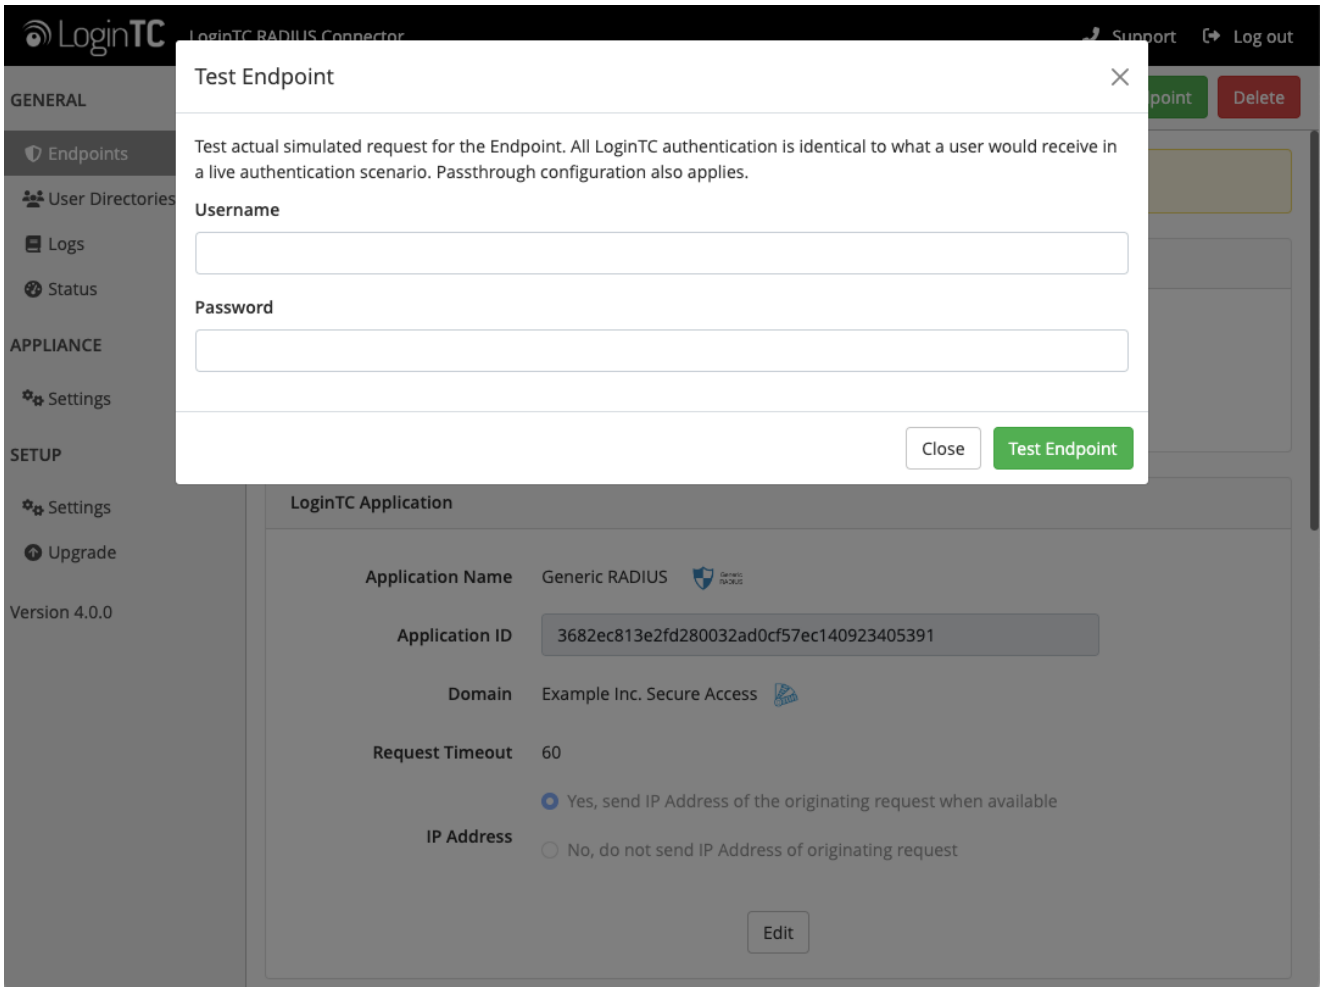 LoginTC LoginTC RADIUS Connector Support Log out
Test Endpoint
GENERAL
point Delete
Endpoints
Test actual simulated request for the Endpoint. All LoginTC authentication is identical to what a user would receive in
a live authentication scenario. Passthrough configuration also applies.
User Directories
Username
Logs
Status
Password
APPLIANCE
Settings
Close Test Endpoint
SETUP
LoginTC Application
Settings
Upgrade
Application Name Generic RADIUS Generic
RADIUS
Version 4.0.0
Application ID 3682ec813e2fd280032ad0cf57ec140923405391
Domain Example Inc. Secure Access
Request Timeout 60
Yes, send IP Address of the originating request when available
IP Address
No, do not send IP Address of originating request
Edit